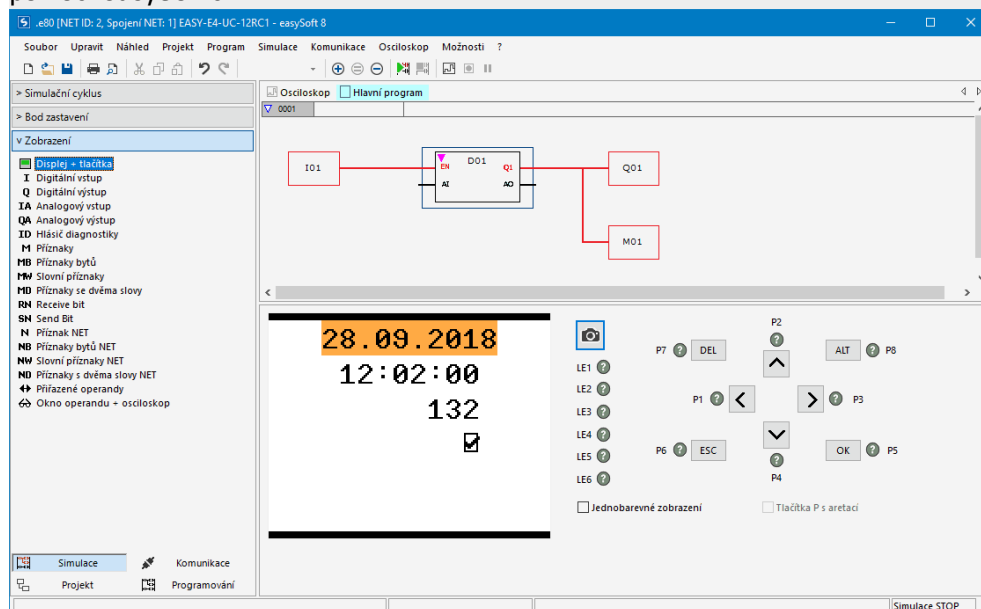 .e80 [NET ID: 2, Spojení NET: 1] EASY-E4-UC-12RC1 - easySoft 8
Soubor Upravit Náhled Projekt Program Simulace Komunikace Osciloskop Možnosti ?
> Simulační cyklus
> Bod zastavení
v Zobrazení
Displej + tlačítka
I Digitální vstup
Q Digitální výstup
IA Analogový vstup
QA Analogový výstup
ID Hlásič diagnostiky
M Příznaky
MB Příznaky bytů
MW Slovní příznaky
MD Příznaky se dvěma slovy
RN Receive bit
SN Send Bit
N Příznak NET
NB Příznaky bytů NET
NW Slovní příznaky NET
ND Příznaky s dvěma slovy NET
Přiřazené operandy
Okno operandu + osciloskop
Simulace Komunikace
Projekt Programování
Osciloskop Hlavní program
0001
I01
D01
EN Q1
AI AO
Q01
M01
28.09.2018
12:02:00
132
P2
P7 ? DEL ? ALT ? P8
LE1 ?
LE2 ?
P1 ? < > ? P3
LE3 ?
LE4 ?
LE5 ?
P6 ? ESC ? OK ? P5
LE6 ?
P4
Jednobarevné zobrazení Tlačítka P s aretací
Simulace STOP